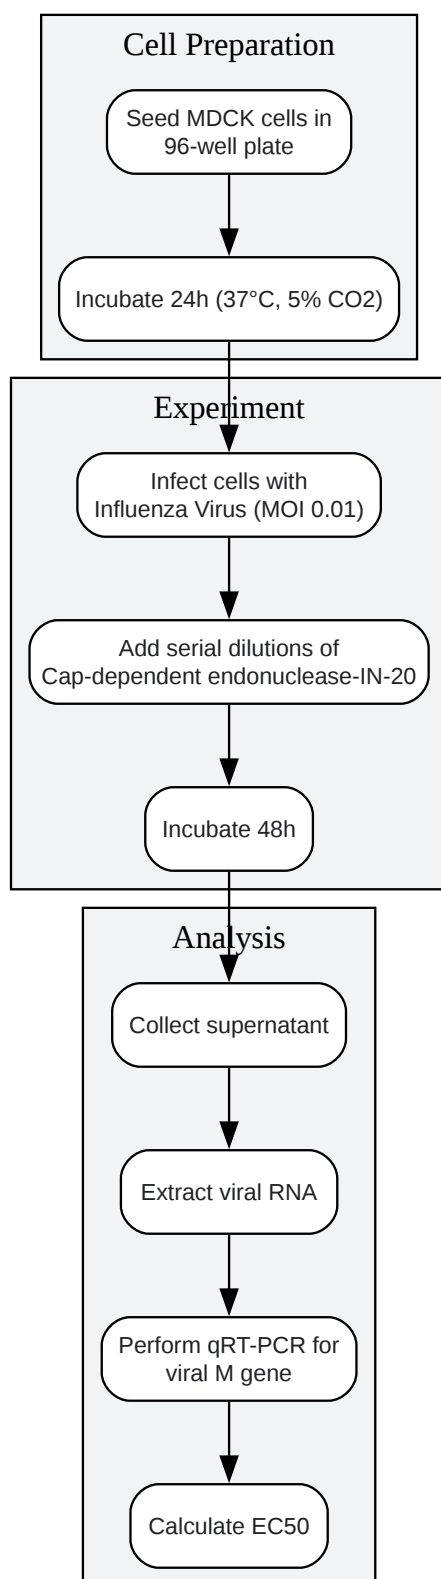 Cell Preparation
Seed MDCK cells in
96-well plate
Incubate 24h (37°C, 5% CO2)
Experiment
Infect cells with
Influenza Virus (MOI 0.01)
Add serial dilutions of
Cap-dependent endonuclease-IN-20
Incubate 48h
Analysis
Collect supernatant
Extract viral RNA
Perform qRT-PCR for
viral M gene
Calculate EC50